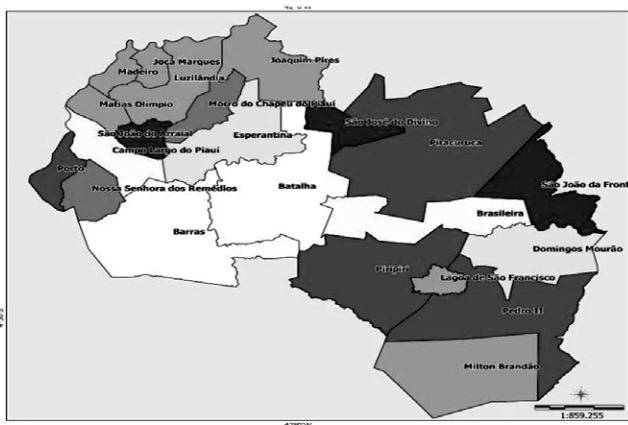 Joca Marques
Joaquim Pires
Madeiro
Luzilândia
Matias Olimpio
Morro do Chapéu do Piauí
São João do Arraial
Esperantina
São José do Divino
Campo Largo do Piauí
Piracuruca
Porto
Nossa Senhora dos Remédios
Batalha
São João da Front
Brasileira
Barras
Domingos Mourão
Piripiri
Lagoa de São Francisco
Pedro II
Milton Brandão
1:859.255